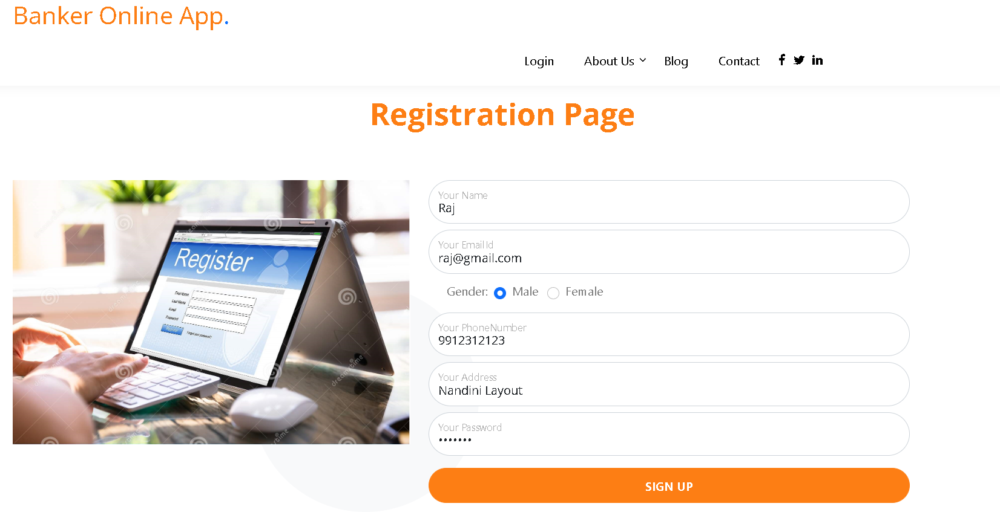 Banker Online App.
Login About Us Blog Contact
Registration Page
Register
First Name
Last Name
Email
Password
Register Forgot your password?
dreamstime
Your Name
Raj
Your EmailId
raj@gmail.com
Gender: Male Female
Your PhoneNumber
9912312123
Your Address
Nandini Layout
Your Password
•••••••
SIGN UP